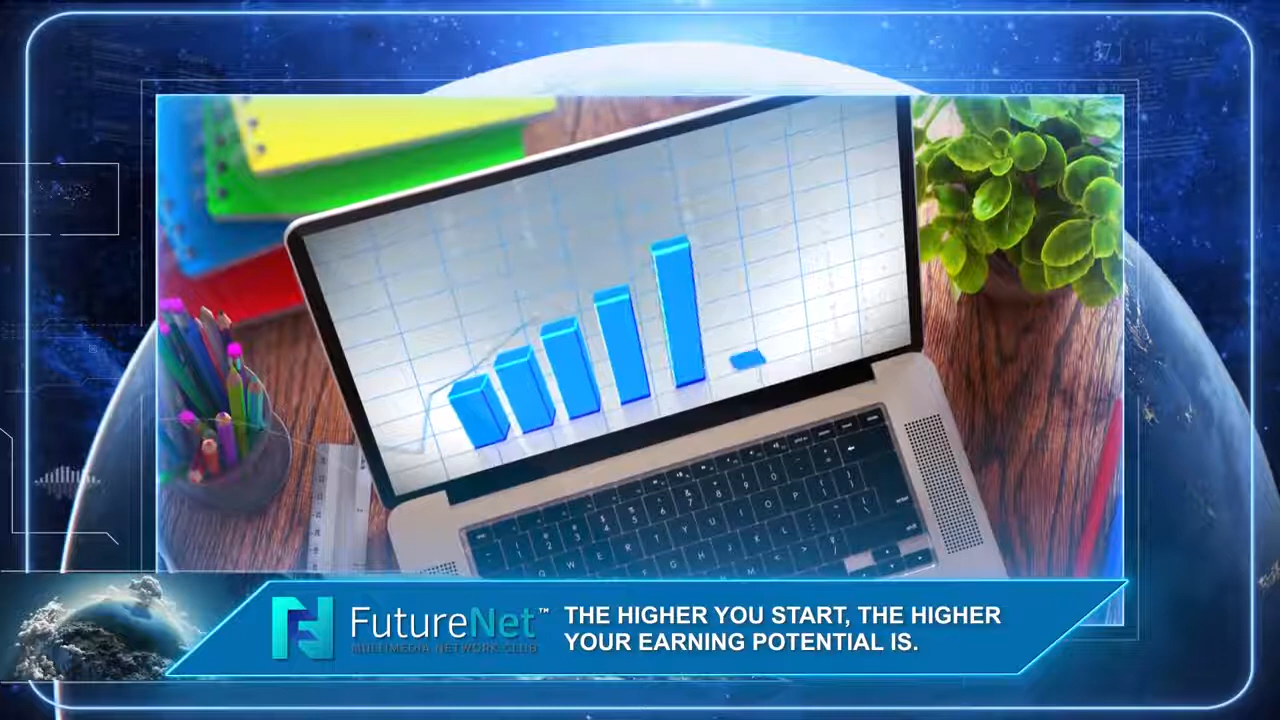 FutureNet™
MULTIMEDIA NETWORK CLUB
THE HIGHER YOU START, THE HIGHER
YOUR EARNING POTENTIAL IS.